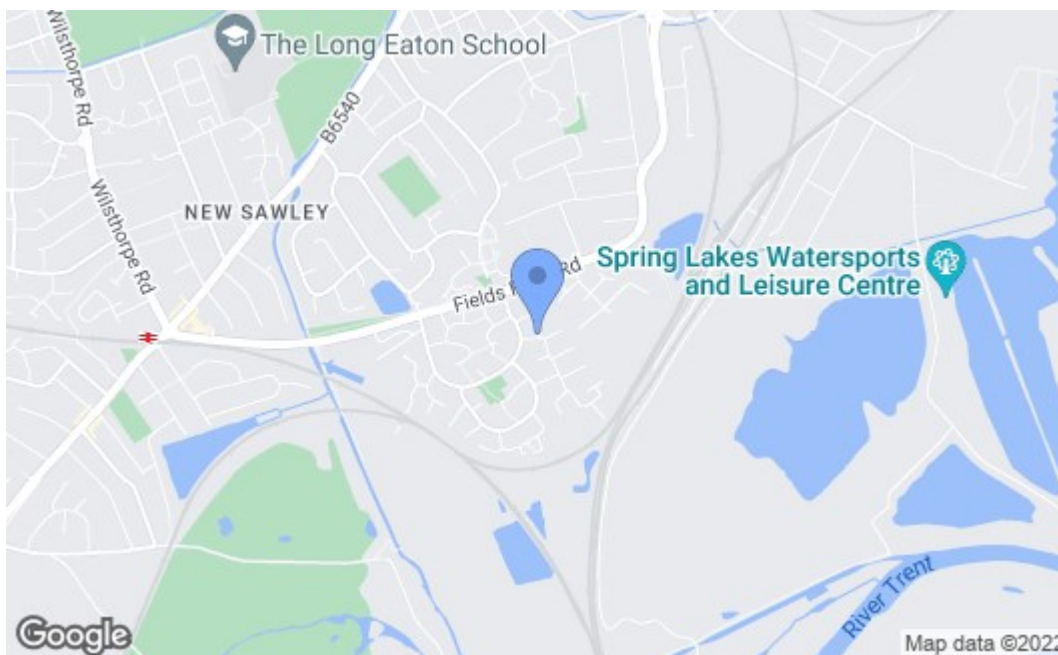 Wilsthorpe Rd
The Long Eaton School
B6540
Wilsthorpe Rd
NEW SAWLEY
Spring Lakes Watersports
and Leisure Centre
Fields Rd
River Trent
Google
Map data ©2022